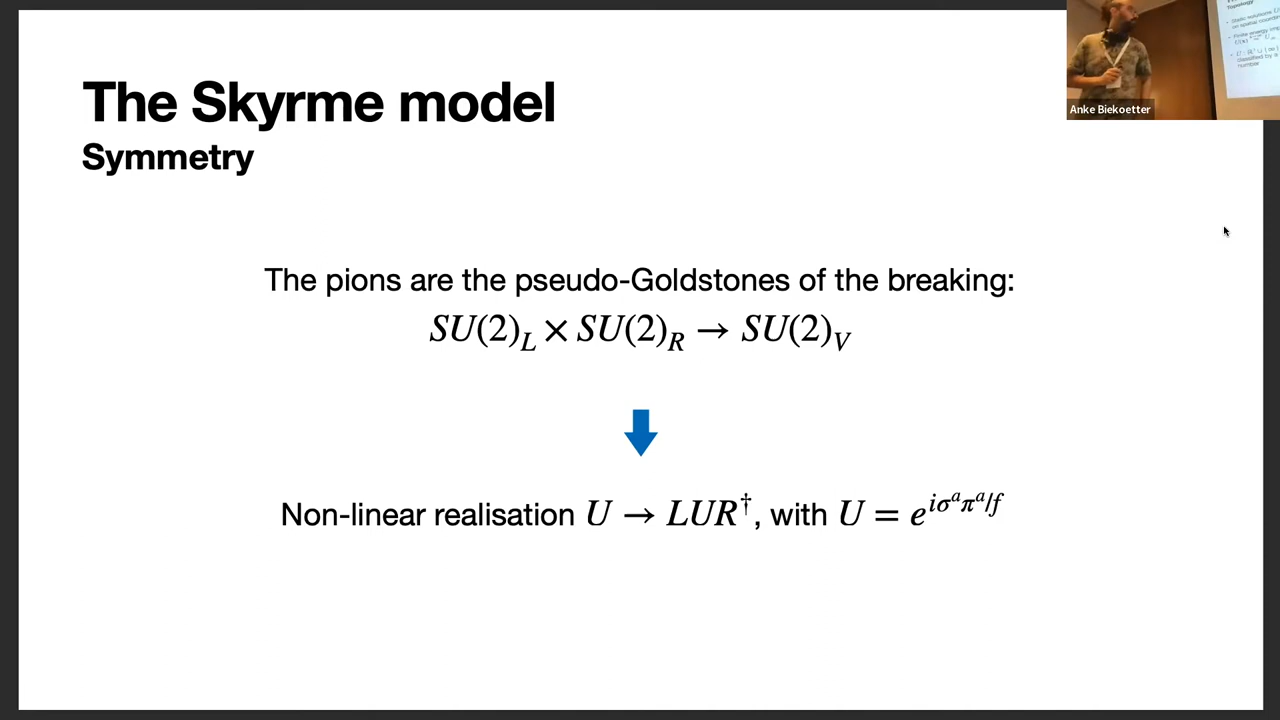 The Skyrme model
Symmetry
Anke Biekoetter
The pions are the pseudo-Goldstones of the breaking:
SU(2)_L × SU(2)_R → SU(2)_V
Non-linear realisation U → LUR†, with U = e^{iσ^aπ^a/f}